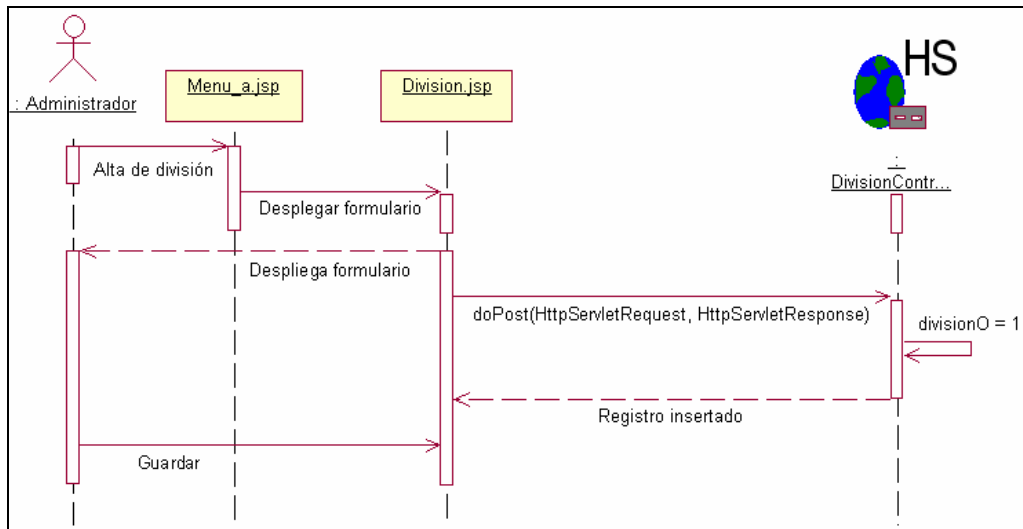 HS
: Administrador
Menu_a.jsp
Division.jsp
:
DivisionContr...
Alta de división
Desplegar formulario
Despliega formulario
doPost(HttpServletRequest, HttpServletResponse)
divisionO = 1
Registro insertado
Guardar